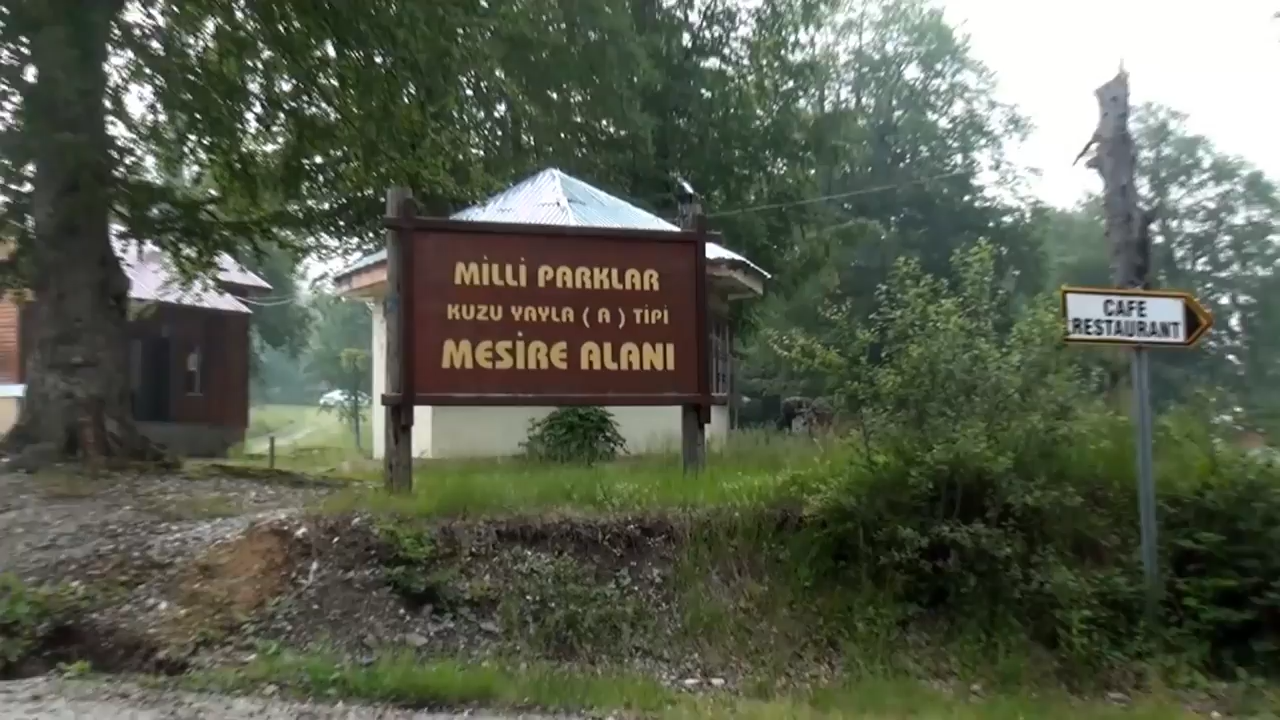 MİLLİ PARKLAR
KUZU YAYLA ( A ) TİPİ
MESİRE ALANI
CAFE
RESTAURANT